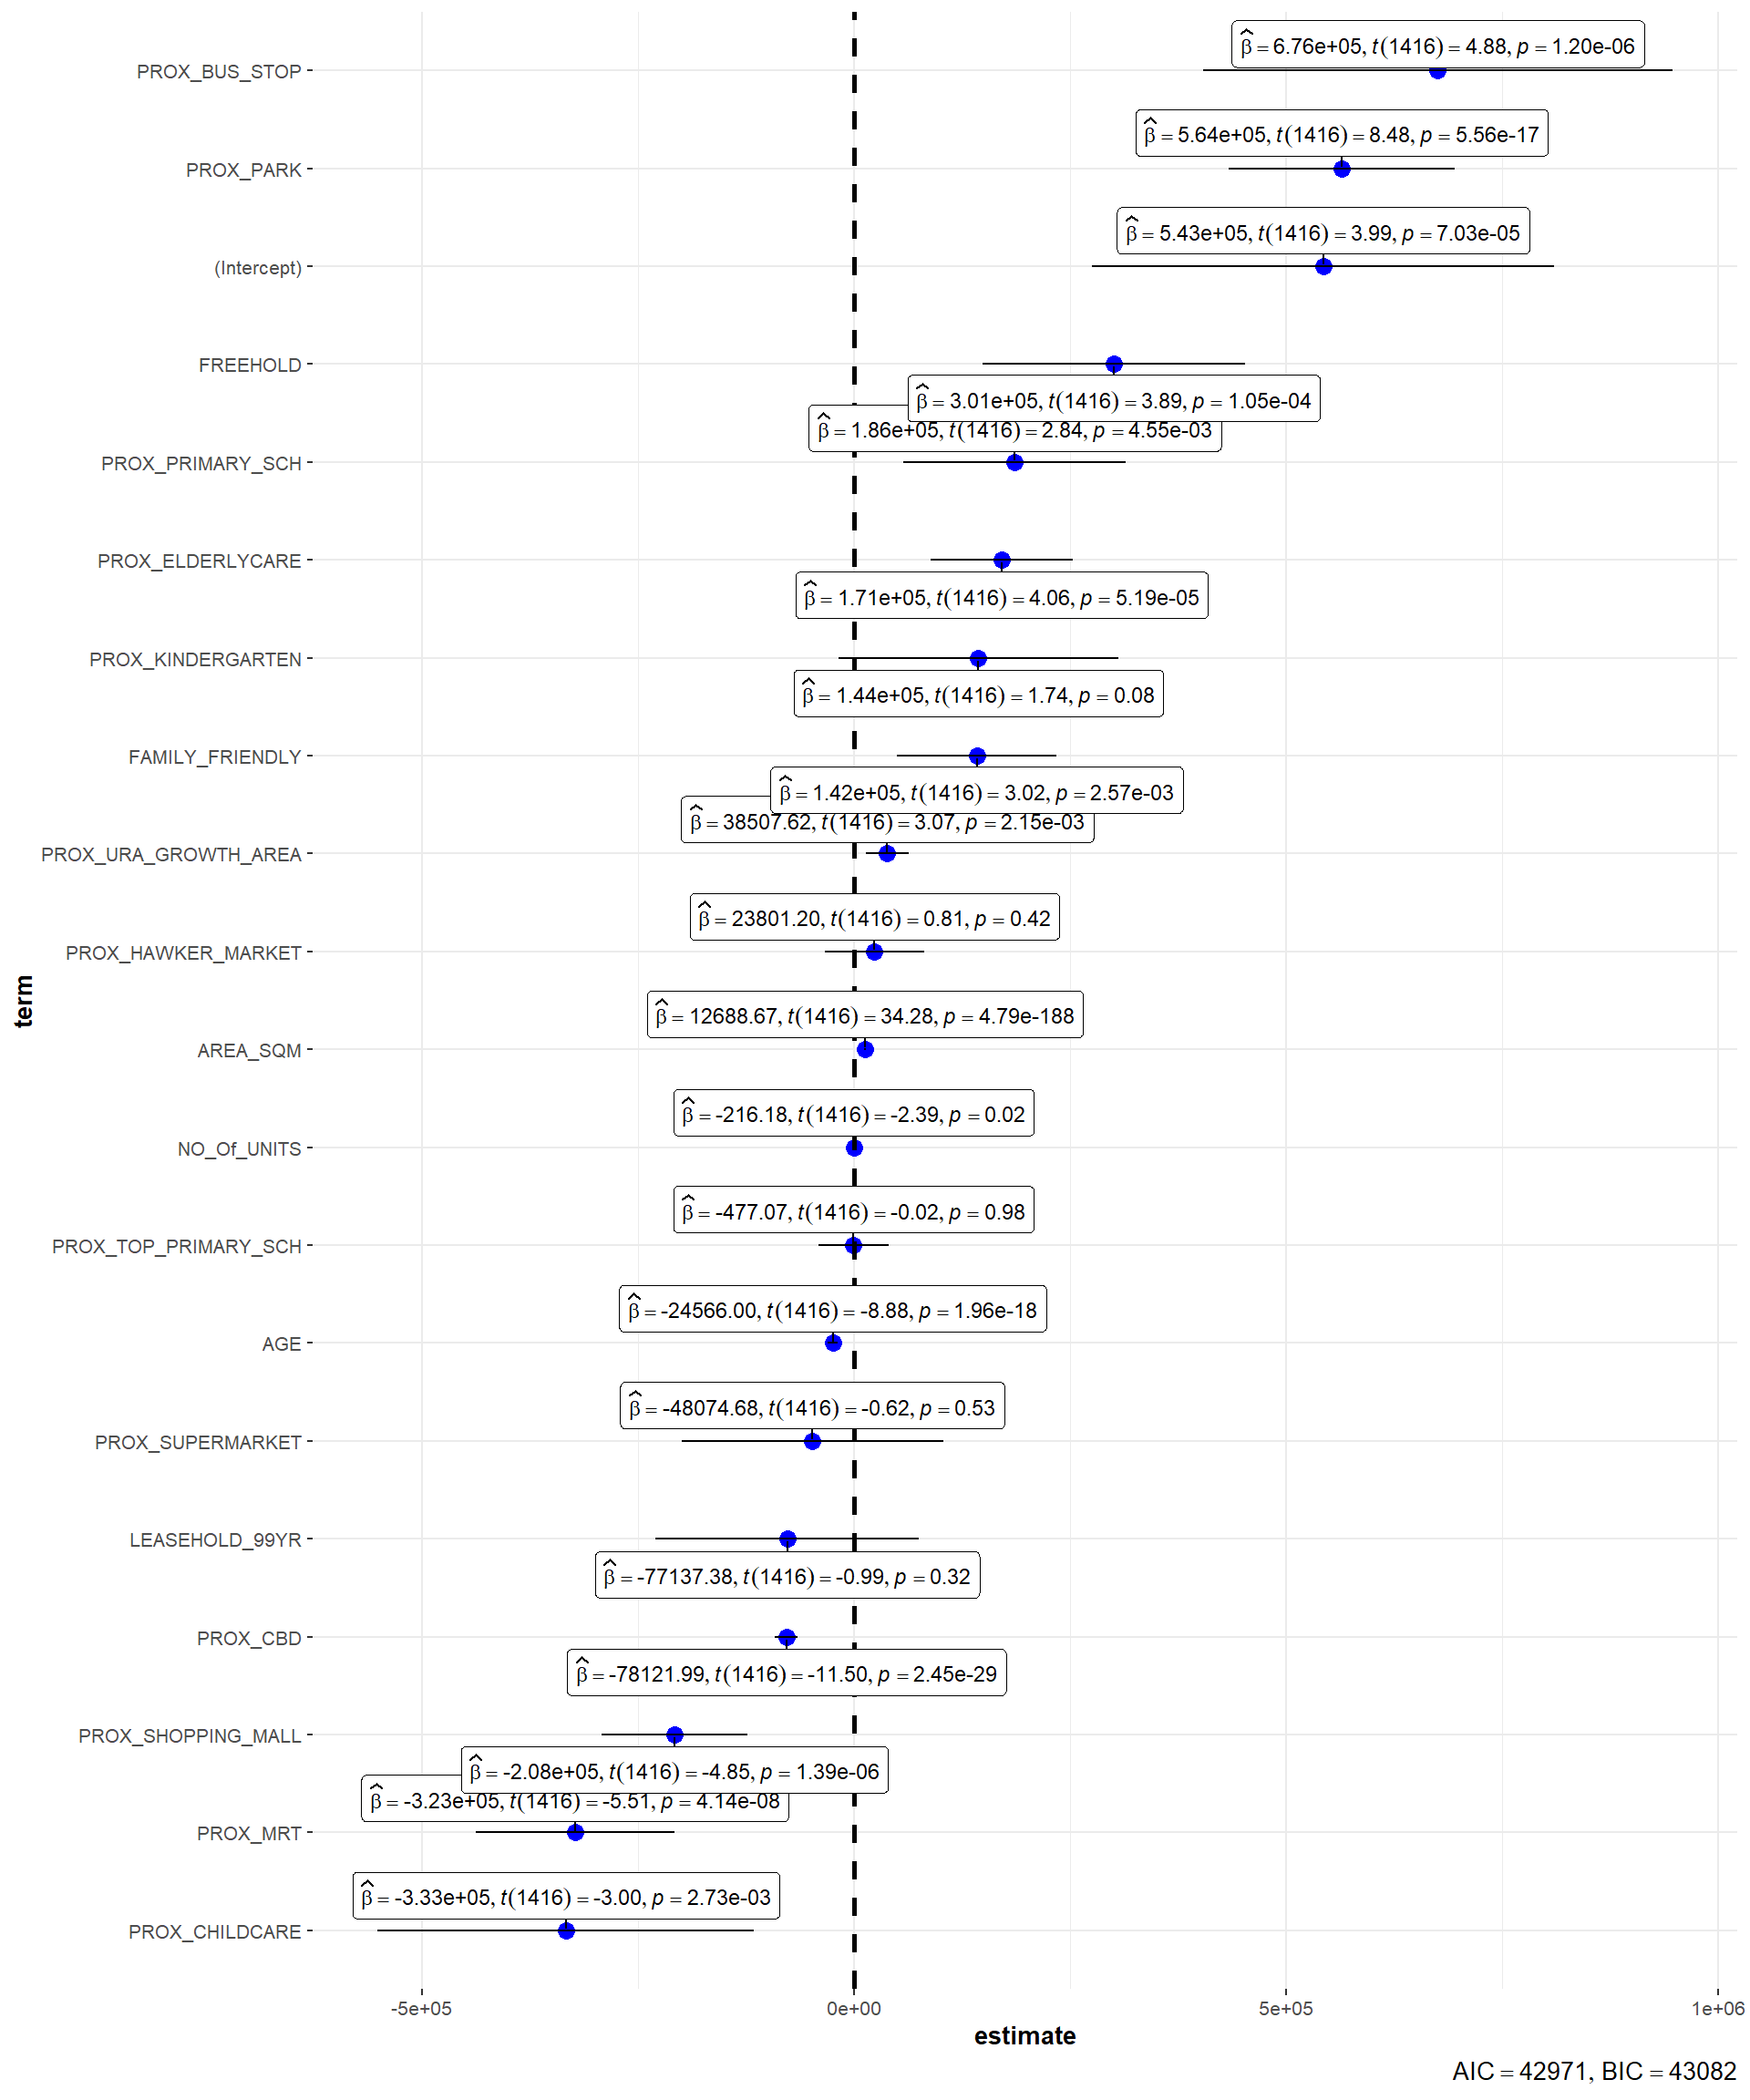 PROX_BUS_STOP
β̂ = 6.76e+05, t(1416) = 4.88, p = 1.20e-06
PROX_PARK
β̂ = 5.64e+05, t(1416) = 8.48, p = 5.56e-17
(Intercept)
β̂ = 5.43e+05, t(1416) = 3.99, p = 7.03e-05
FREEHOLD
β̂ = 3.01e+05, t(1416) = 3.89, p = 1.05e-04
PROX_PRIMARY_SCH
β̂ = 1.86e+05, t(1416) = 2.84, p = 4.55e-03
PROX_ELDERLYCARE
β̂ = 1.71e+05, t(1416) = 4.06, p = 5.19e-05
PROX_KINDERGARTEN
β̂ = 1.44e+05, t(1416) = 1.74, p = 0.08
FAMILY_FRIENDLY
β̂ = 1.42e+05, t(1416) = 3.02, p = 2.57e-03
PROX_URA_GROWTH_AREA
β̂ = 38507.62, t(1416) = 3.07, p = 2.15e-03
PROX_HAWKER_MARKET
β̂ = 23801.20, t(1416) = 0.81, p = 0.42
AREA_SQM
β̂ = 12688.67, t(1416) = 34.28, p = 4.79e-188
NO_Of_UNITS
β̂ = -216.18, t(1416) = -2.39, p = 0.02
PROX_TOP_PRIMARY_SCH
β̂ = -477.07, t(1416) = -0.02, p = 0.98
AGE
β̂ = -24566.00, t(1416) = -8.88, p = 1.96e-18
PROX_SUPERMARKET
β̂ = -48074.68, t(1416) = -0.62, p = 0.53
LEASEHOLD_99YR
β̂ = -77137.38, t(1416) = -0.99, p = 0.32
PROX_CBD
β̂ = -78121.99, t(1416) = -11.50, p = 2.45e-29
PROX_SHOPPING_MALL
β̂ = -2.08e+05, t(1416) = -4.85, p = 1.39e-06
PROX_MRT
β̂ = -3.23e+05, t(1416) = -5.51, p = 4.14e-08
PROX_CHILDCARE
β̂ = -3.33e+05, t(1416) = -3.00, p = 2.73e-03
term
-5e+05 0e+00 5e+05 1e+06
estimate
AIC = 42971, BIC = 43082